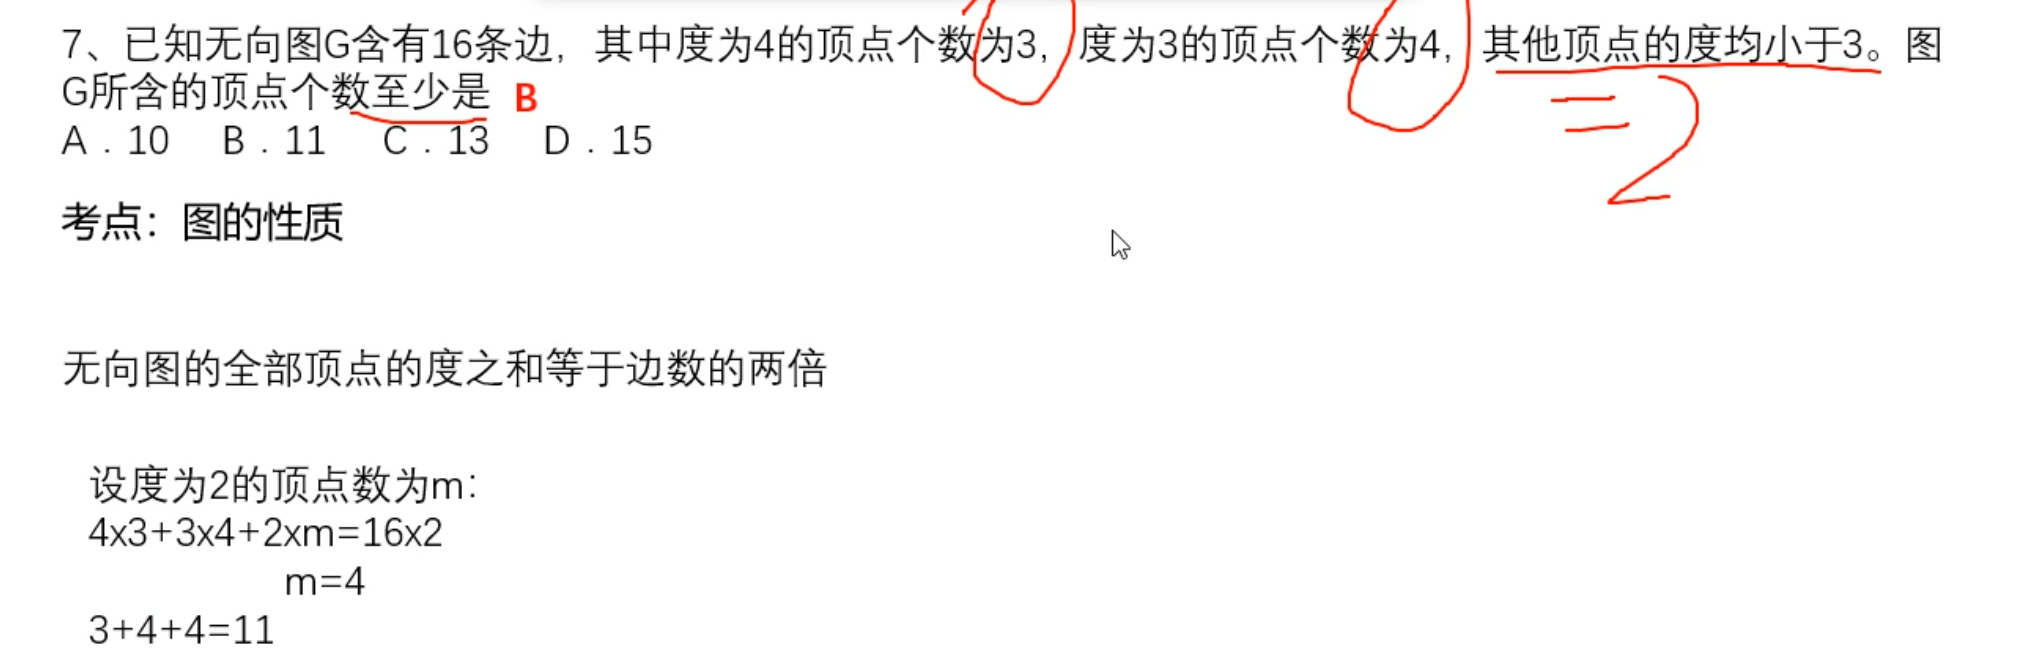 7、已知无向图G含有16条边，其中度为4的顶点个数为3，度为3的顶点个数为4，其他顶点的度均小于3。图
G所含的顶点个数至少是 B
A．10 B．11 C．13 D．15
=2
考点：图的性质
无向图的全部顶点的度之和等于边数的两倍
设度为2的顶点数为m：
4x3+3x4+2xm=16x2
m=4
3+4+4=11